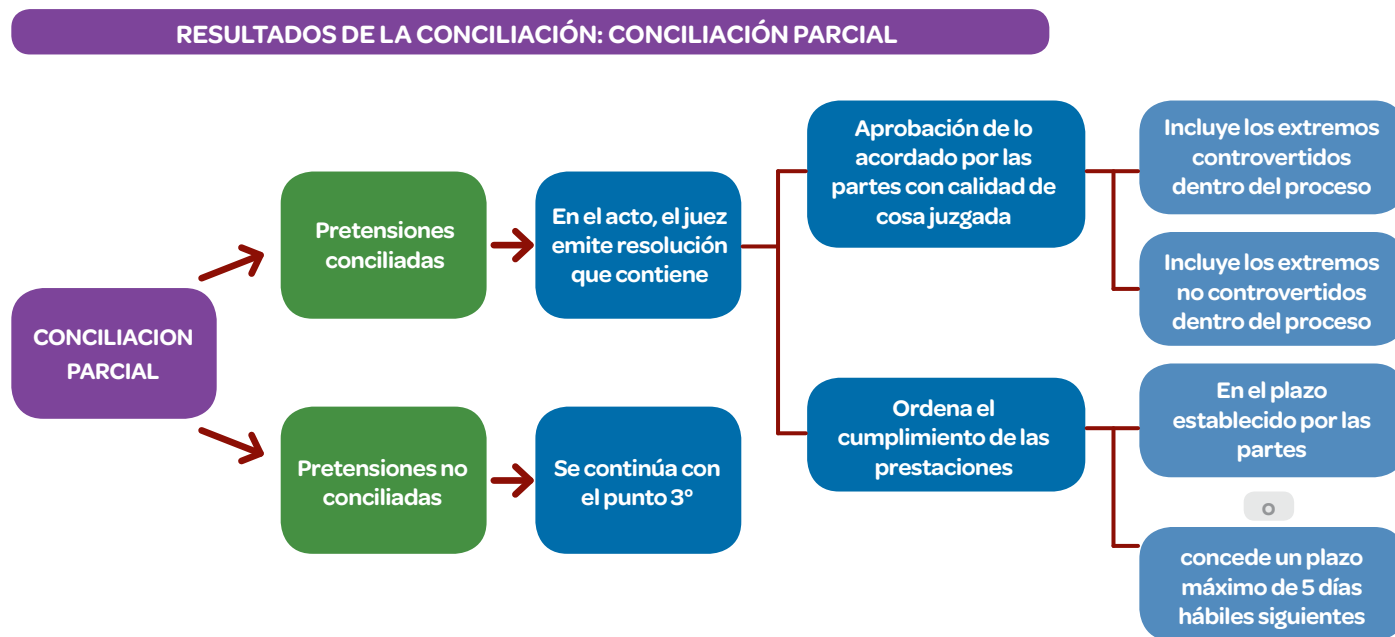 RESULTADOS DE LA CONCILIACIÓN: CONCILIACIÓN PARCIAL
CONCILIACION
PARCIAL
Pretensiones
conciliadas
En el acto, el juez
emite resolución
que contiene
Aprobación de lo
acordado por las
partes con calidad de
cosa juzgada
Incluye los extremos
controvertidos
dentro del proceso
Incluye los extremos
no controvertidos
dentro del proceso
Ordena el
cumplimiento de las
prestaciones
En el plazo
establecido por las
partes
o
concede un plazo
máximo de 5 días
hábiles siguientes
Pretensiones no
conciliadas
Se continúa con
el punto 3º